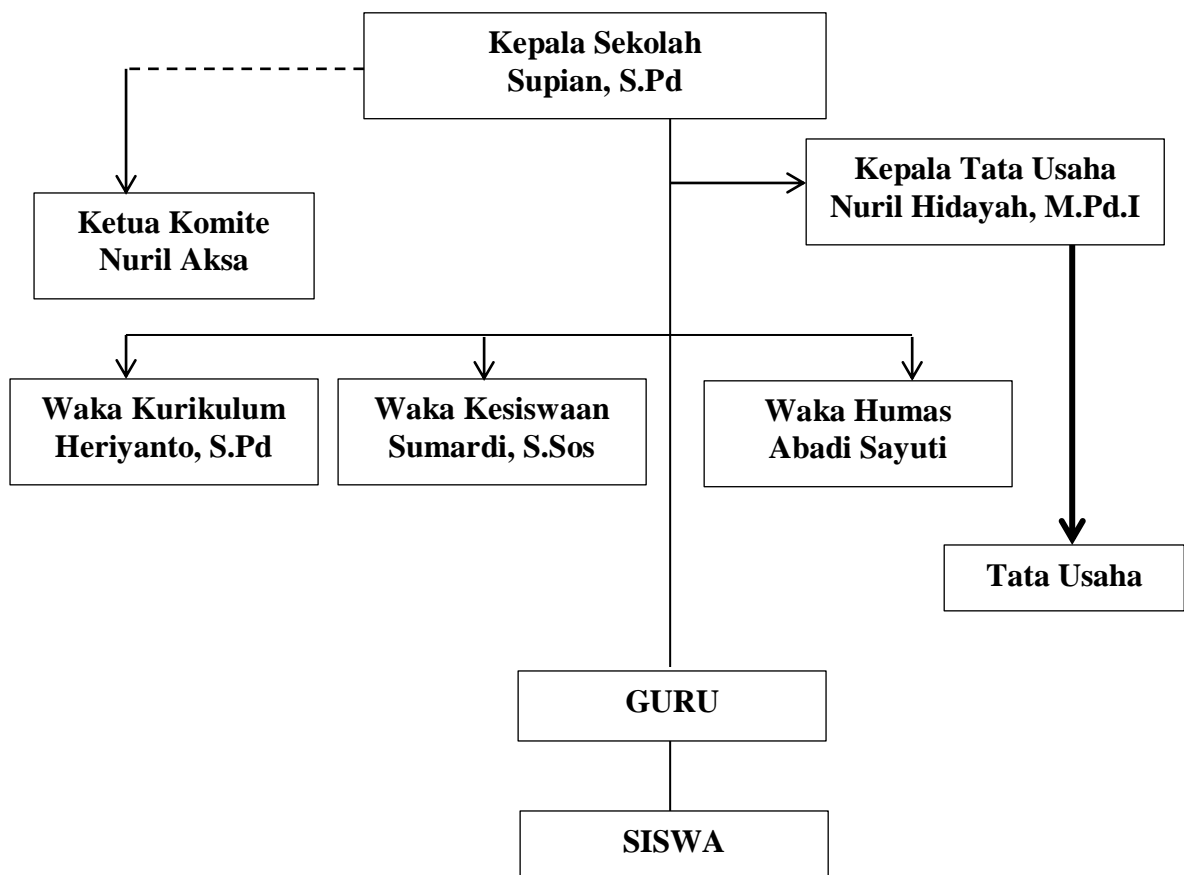 Kepala Sekolah
Supian, S.Pd
Kepala Tata Usaha
Nuril Hidayah, M.Pd.I
Ketua Komite
Nuril Aksa
Waka Kurikulum
Heriyanto, S.Pd
Waka Kesiswaan
Sumardi, S.Sos
Waka Humas
Abadi Sayuti
Tata Usaha
GURU
SISWA